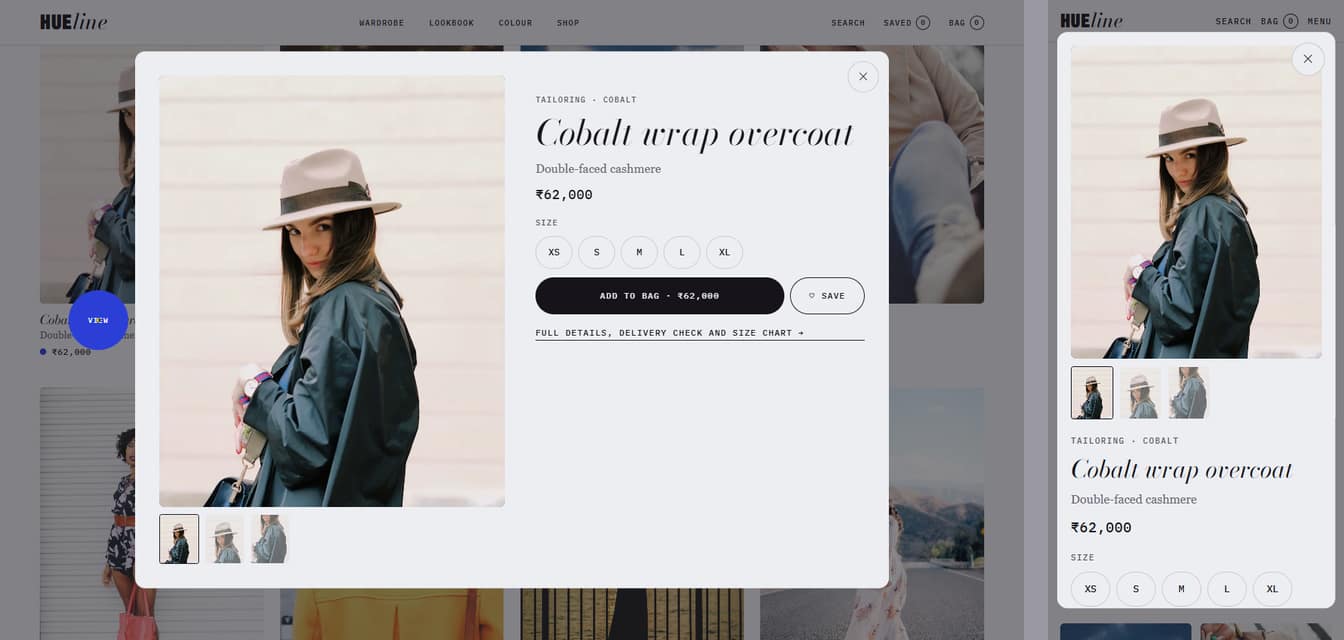 HUEline
WARDROBE LOOKBOOK COLOUR SHOP
SEARCH SAVED 0 BAG 0
TAILORING · COBALT
Cobalt wrap overcoat
Double-faced cashmere
₹62,000
SIZE
XS S M L XL
ADD TO BAG · ₹62,000
♡ SAVE
FULL DETAILS, DELIVERY CHECK AND SIZE CHART →
VIEW
₹62,000
HUEline
SEARCH BAG 0 MENU
TAILORING · COBALT
Cobalt wrap overcoat
Double-faced cashmere
₹62,000
SIZE
XS S M L XL